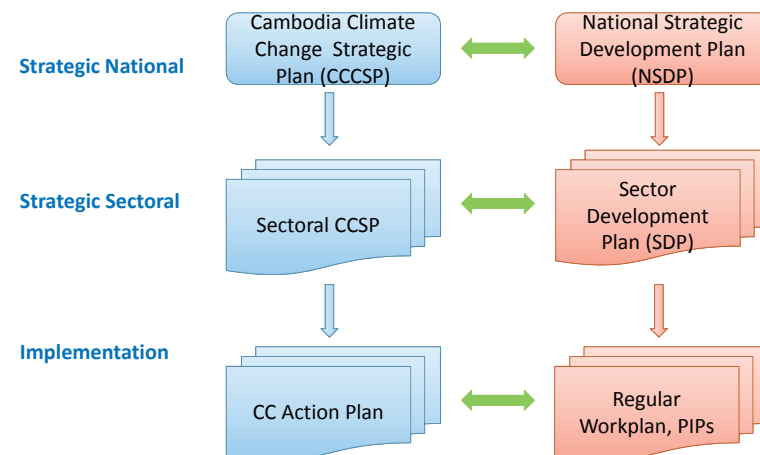 Cambodia Climate
Change Strategic
Plan (CCCSP)
National Strategic
Development Plan
(NSDP)
Strategic National
Strategic Sectoral
Sectoral CCSP
Sector
Development
Plan (SDP)
Implementation
CC Action Plan
Regular
Workplan, PIPs